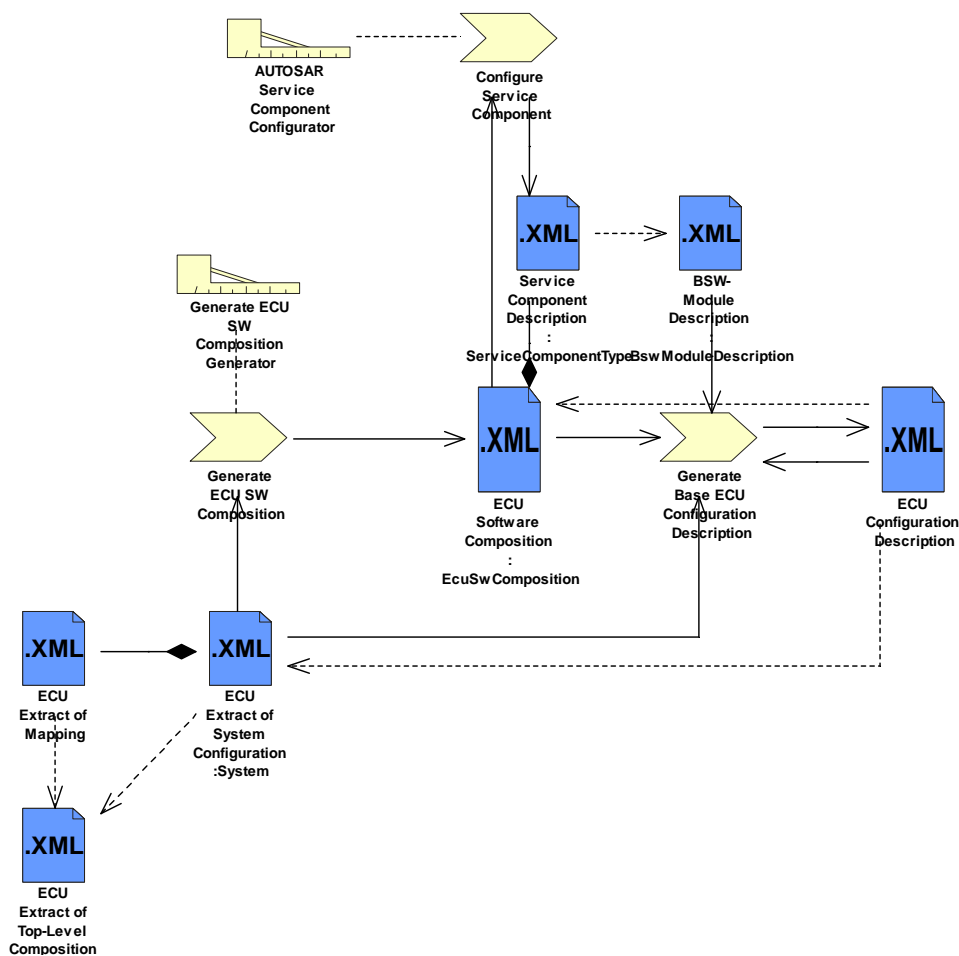 AUTOSAR
Service
Component
Configurator
Configure
Service
Component
.XML
Service
Component
Description
:
ServiceComponentType
.XML
BSW-
Module
Description
:
BswModuleDescription
Generate ECU
SW
Composition
Generator
Generate
ECU SW
Composition
.XML
ECU
Software
Composition
:
EcuSwComposition
Generate
Base ECU
Configuration
Description
.XML
ECU
Configuration
Description
.XML
ECU
Extract of
Mapping
.XML
ECU
Extract of
System
Configuration
:System
.XML
ECU
Extract of
Top-Level
Composition